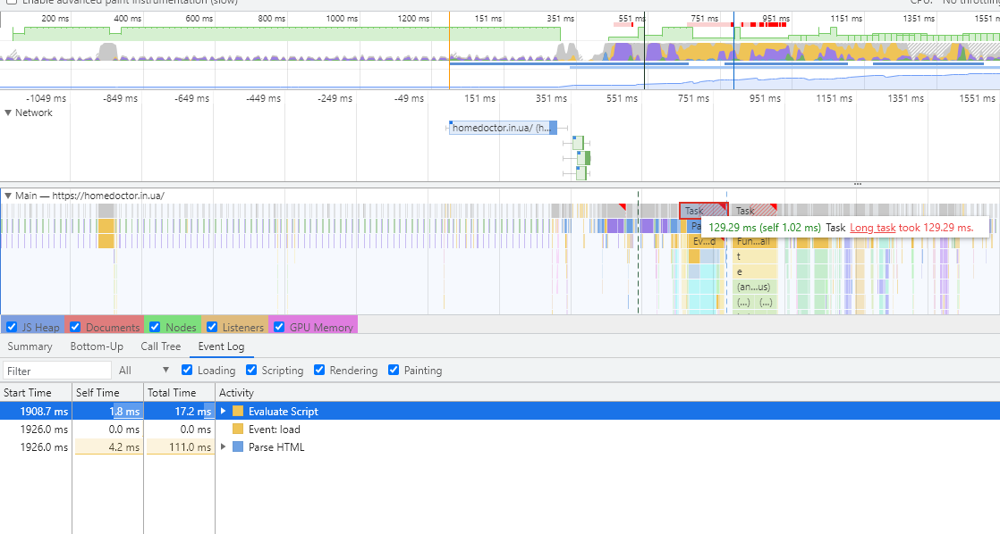 Enable advanced paint instrumentation (slow) CPU: No throttling
200 ms 400 ms 600 ms 800 ms 1000 ms 1200 ms 151 ms 351 ms 551 ms 751 ms 951 ms 1151 ms 1351 ms 1551 m
-1049 ms -849 ms -649 ms -449 ms -249 ms -49 ms 151 ms 351 ms 551 ms 751 ms 951 ms 1151 ms 1351 ms 1551 ms
Network
homedoctor.in.ua/ (h...
Main — https://homedoctor.in.ua/
Task Task
Pa 129.29 ms (self 1.02 ms) Task Long task took 129.29 ms.
Ev...d Fun...all
t
e
(an...us)
(...) (...)
JS Heap Documents Nodes Listeners GPU Memory
Summary Bottom-Up Call Tree Event Log
Filter All Loading Scripting Rendering Painting
Start Time Self Time Total Time Activity
1908.7 ms 1.8 ms 17.2 ms Evaluate Script
1926.0 ms 0.0 ms 0.0 ms Event: load
1926.0 ms 4.2 ms 111.0 ms Parse HTML